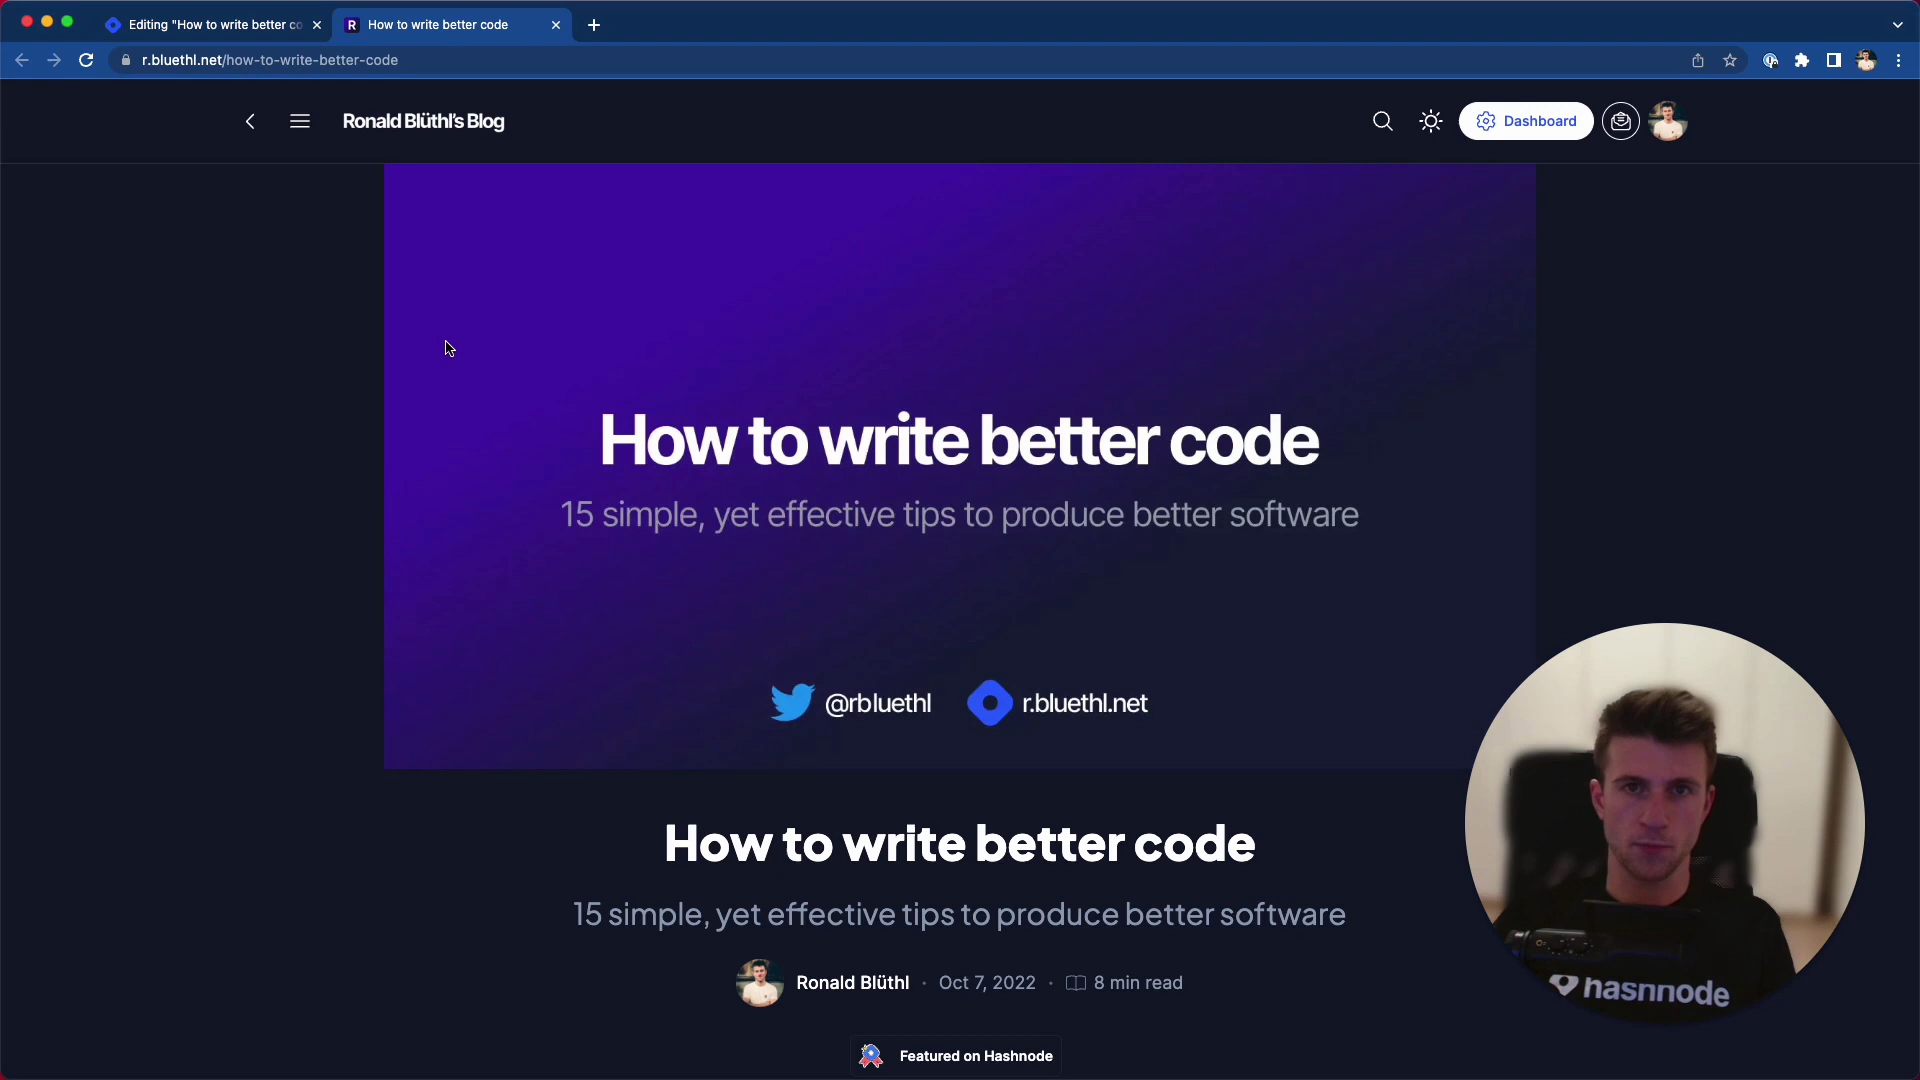 Editing "How to write better co
R How to write better code
r.bluethl.net/how-to-write-better-code
Ronald Blüthl's Blog
Dashboard
How to write better code
15 simple, yet effective tips to produce better software
@rbluethl r.bluethl.net
How to write better code
15 simple, yet effective tips to produce better software
Ronald Blüthl · Oct 7, 2022 · 8 min read
Featured on Hashnode
hasnnode